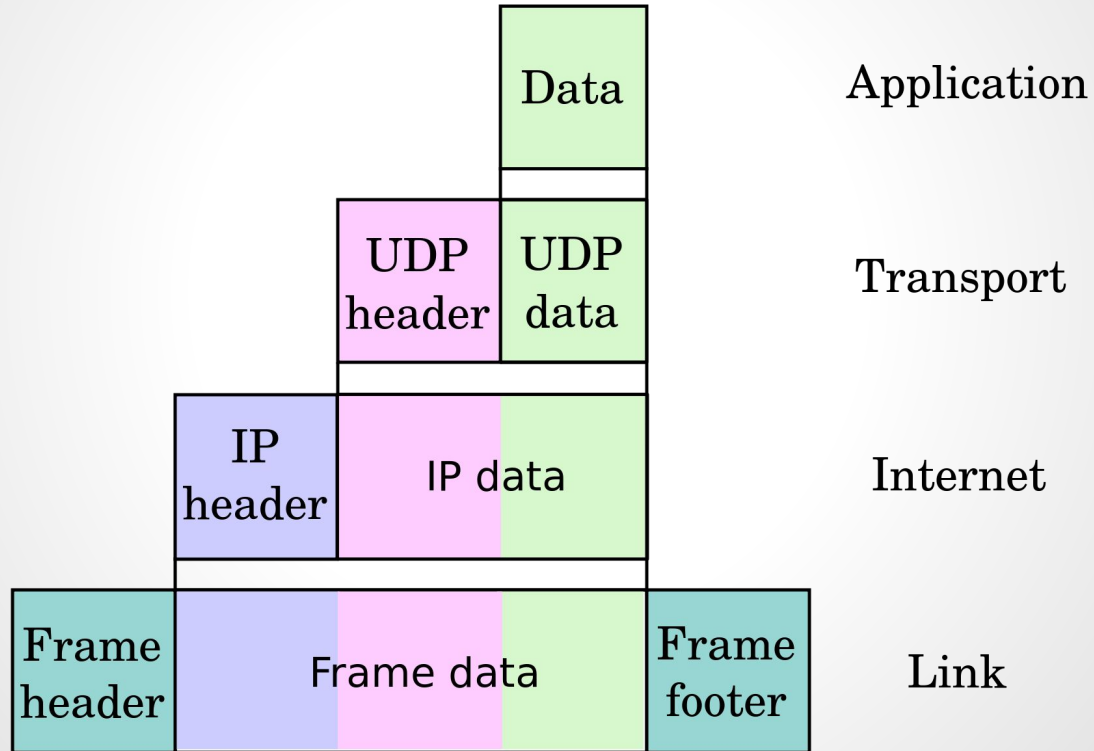 Data
Application
UDP
header
UDP
data
Transport
IP
header
IP data
Internet
Frame
header
Frame data
Frame
footer
Link